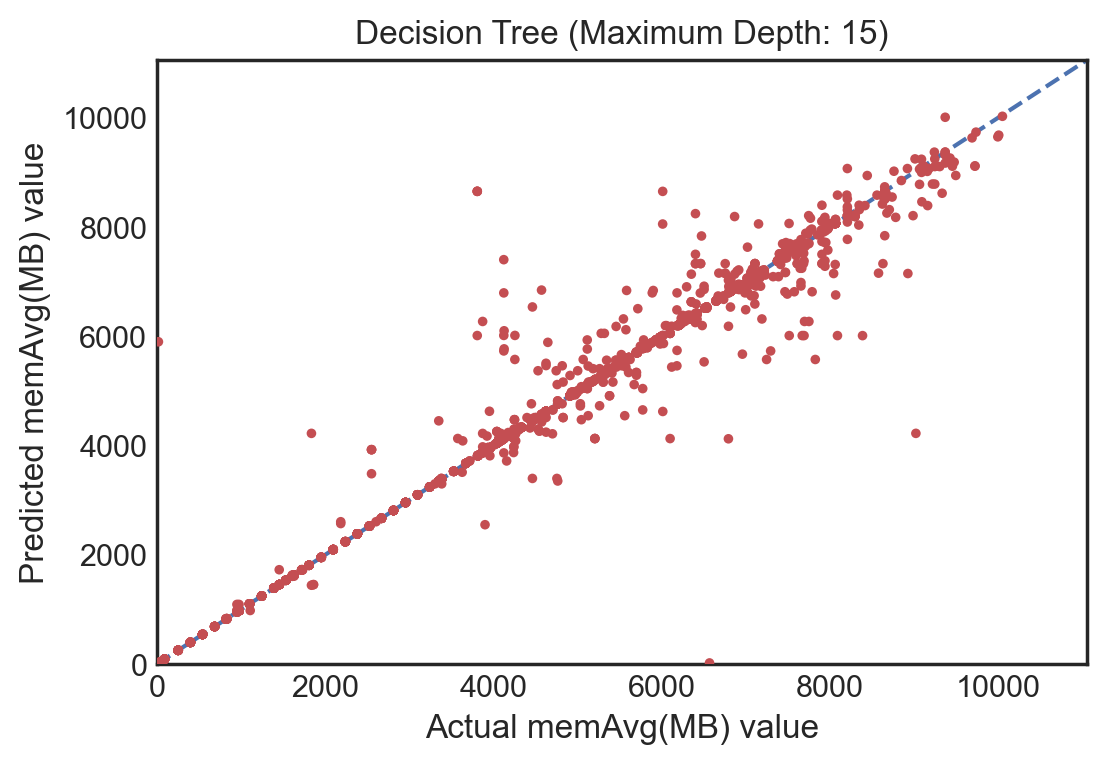 Decision Tree (Maximum Depth: 15)
Predicted memAvg(MB) value
10000
8000
6000
4000
2000
0
0 2000 4000 6000 8000 10000
Actual memAvg(MB) value